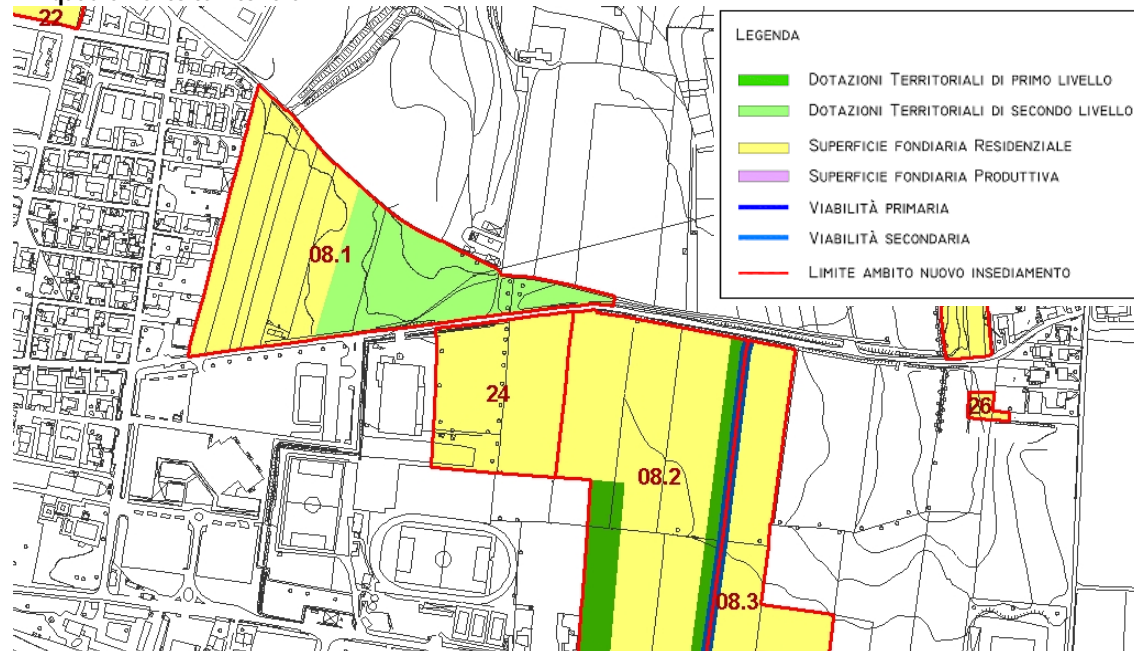 22
LEGENDA
DOTAZIONI TERRITORIALI DI PRIMO LIVELLO
DOTAZIONI TERRITORIALI DI SECONDO LIVELLO
SUPERFICIE FONDIARIA RESIDENZIALE
SUPERFICIE FONDIARIA PRODUTTIVA
VIABILITÀ PRIMARIA
VIABILITÀ SECONDARIA
LIMITE AMBITO NUOVO INSEDIAMENTO
08.1
24
26
08.2
08.3